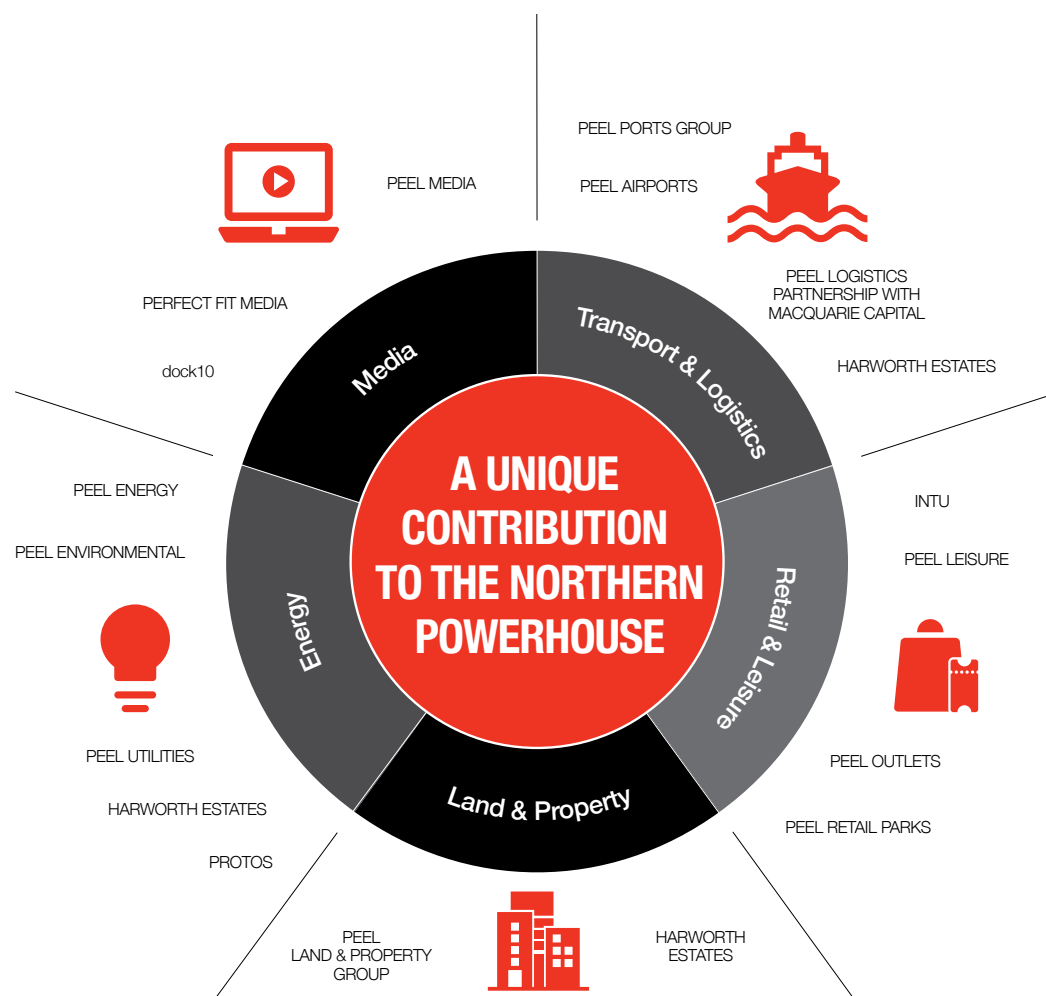 PEEL PORTS GROUP
PEEL AIRPORTS
PEEL LOGISTICS
PARTNERSHIP WITH
MACQUARIE CAPITAL
HARWORTH ESTATES
PEEL MEDIA
PERFECT FIT MEDIA
dock10
Media
Transport & Logistics
A UNIQUE
CONTRIBUTION
TO THE NORTHERN
POWERHOUSE
Energy
Retail & Leisure
Land & Property
PEEL ENERGY
PEEL ENVIRONMENTAL
PEEL UTILITIES
HARWORTH ESTATES
PROTOS
INTU
PEEL LEISURE
PEEL OUTLETS
PEEL RETAIL PARKS
PEEL
LAND & PROPERTY
GROUP
HARWORTH
ESTATES